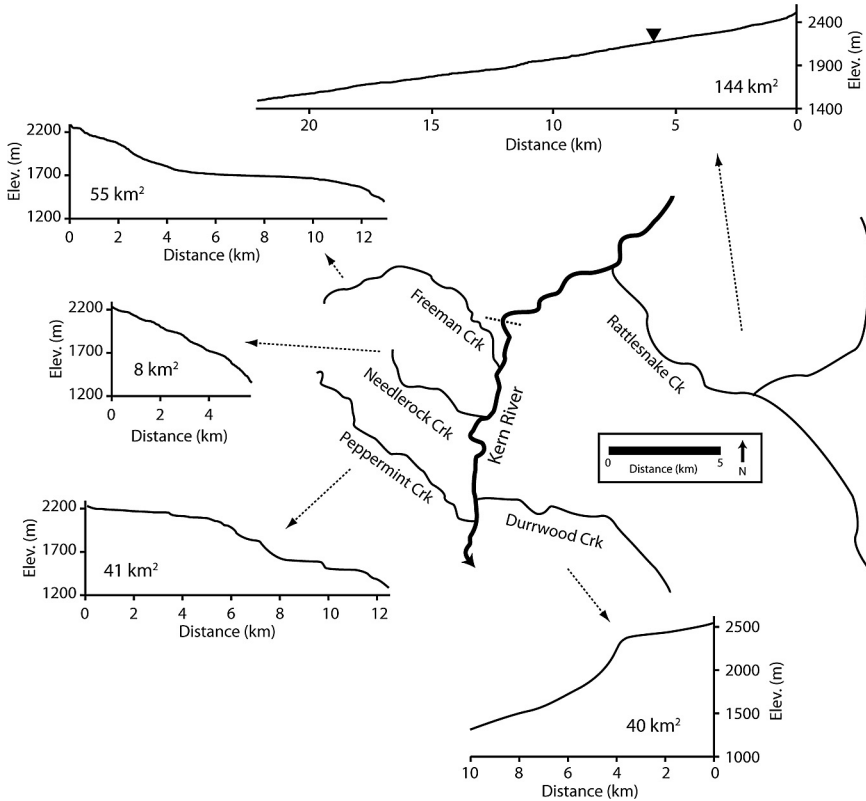 2400
1900
1400
Elev. (m)
144 km²
20 15 10 5 0
Distance (km)
2200
1700
1200
Elev. (m)
55 km²
0 2 4 6 8 10 12
Distance (km)
2200
1700
1200
Elev. (m)
8 km²
0 2 4
Distance (km)
Freeman Crk
Rattlesnake Ck
Needlerock Crk
Kern River
Peppermint Crk
0 5
Distance (km)
N
2200
1700
1200
Elev. (m)
41 km²
0 2 4 6 8 10 12
Distance (km)
Durrwood Crk
2500
2000
1500
1000
Elev. (m)
40 km²
10 8 6 4 2 0
Distance (km)